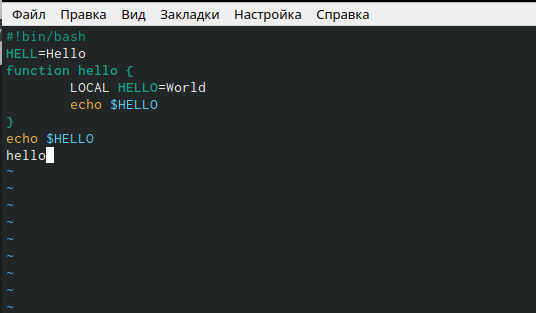 Файл Правка Вид Закладки Настройка Справка
#!bin/bash
HELL=Hello
function hello {
LOCAL HELLO=World
echo $HELLO
}
echo $HELLO
hello
~
~
~
~
~
~
~
~
~